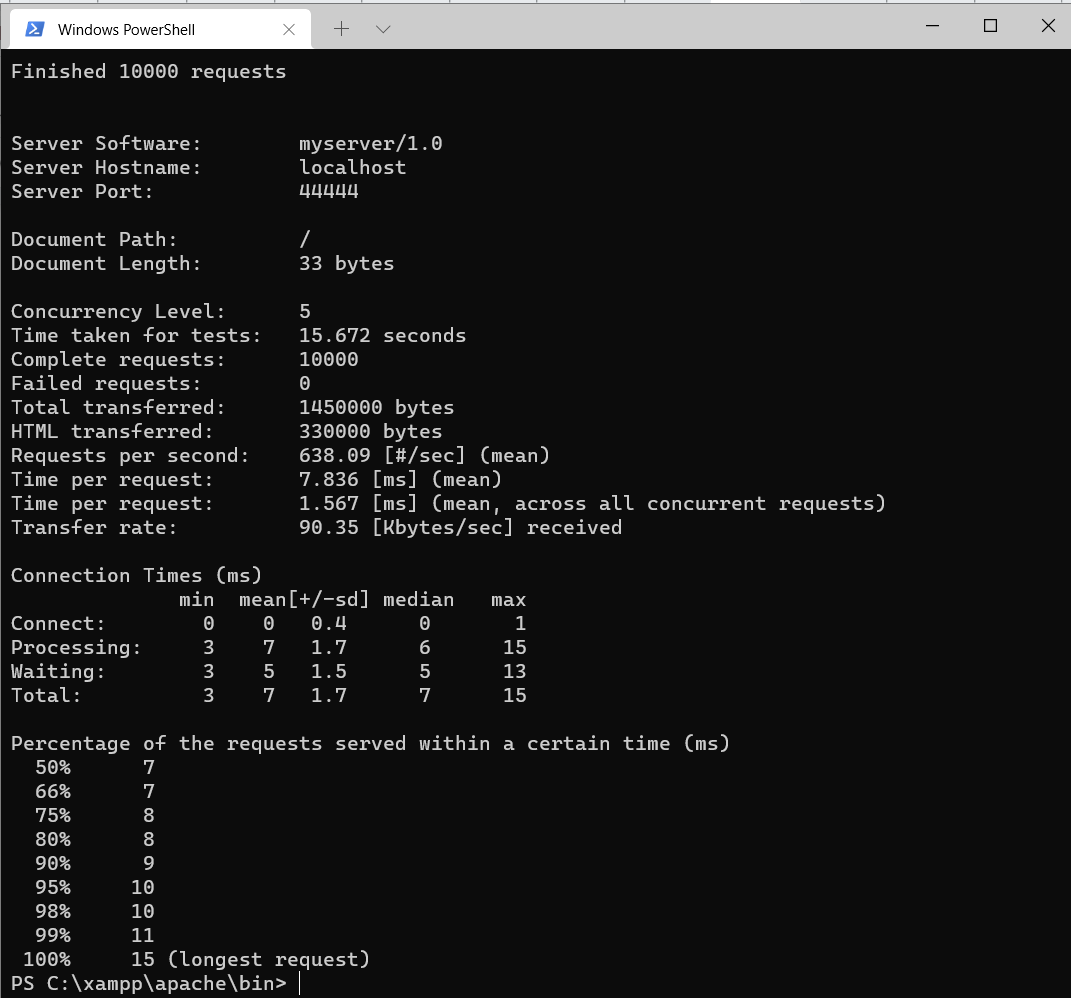 Windows PowerShell
Finished 10000 requests
Server Software: myserver/1.0
Server Hostname: localhost
Server Port: 44444
Document Path: /
Document Length: 33 bytes
Concurrency Level: 5
Time taken for tests: 15.672 seconds
Complete requests: 10000
Failed requests: 0
Total transferred: 1450000 bytes
HTML transferred: 330000 bytes
Requests per second: 638.09 [#/sec] (mean)
Time per request: 7.836 [ms] (mean)
Time per request: 1.567 [ms] (mean, across all concurrent requests)
Transfer rate: 90.35 [Kbytes/sec] received
Connection Times (ms)
min mean[+/-sd] median max
Connect: 0 0 0.4 0 1
Processing: 3 7 1.7 6 15
Waiting: 3 5 1.5 5 13
Total: 3 7 1.7 7 15
Percentage of the requests served within a certain time (ms)
50% 7
66% 7
75% 8
80% 8
90% 9
95% 10
98% 10
99% 11
100% 15 (longest request)
PS C:\xampp\apache\bin>